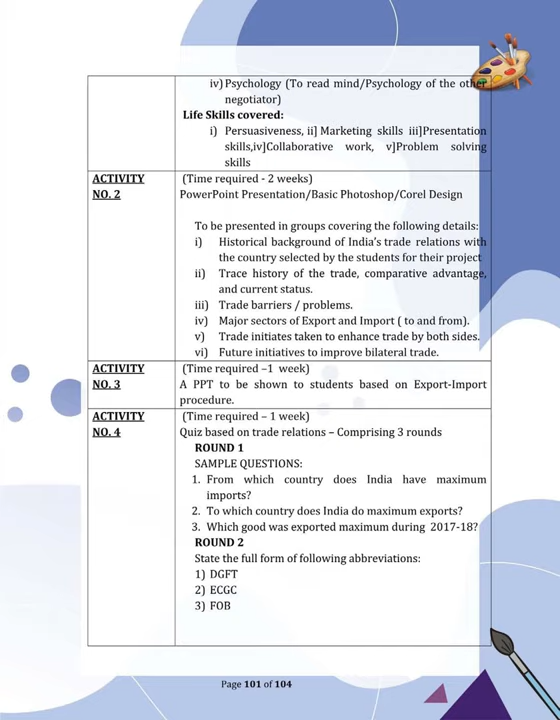 iv) Psychology (To read mind/Psychology of the other
negotiator)
Life Skills covered:
i) Persuasiveness, ii] Marketing skills iii]Presentation
skills,iv]Collaborative work, v]Problem solving
skills
ACTIVITY
NO. 2
(Time required - 2 weeks)
PowerPoint Presentation/Basic Photoshop/Corel Design
To be presented in groups covering the following details:
i) Historical background of India's trade relations with
the country selected by the students for their project
ii) Trace history of the trade, comparative advantage,
and current status.
iii) Trade barriers / problems.
iv) Major sectors of Export and Import ( to and from).
v) Trade initiates taken to enhance trade by both sides.
vi) Future initiatives to improve bilateral trade.
ACTIVITY
NO. 3
(Time required –1 week)
A PPT to be shown to students based on Export-Import
procedure.
ACTIVITY
NO. 4
(Time required – 1 week)
Quiz based on trade relations – Comprising 3 rounds
ROUND 1
SAMPLE QUESTIONS:
1. From which country does India have maximum
imports?
2. To which country does India do maximum exports?
3. Which good was exported maximum during 2017-18?
ROUND 2
State the full form of following abbreviations:
1) DGFT
2) ECGC
3) FOB
Page 101 of 104